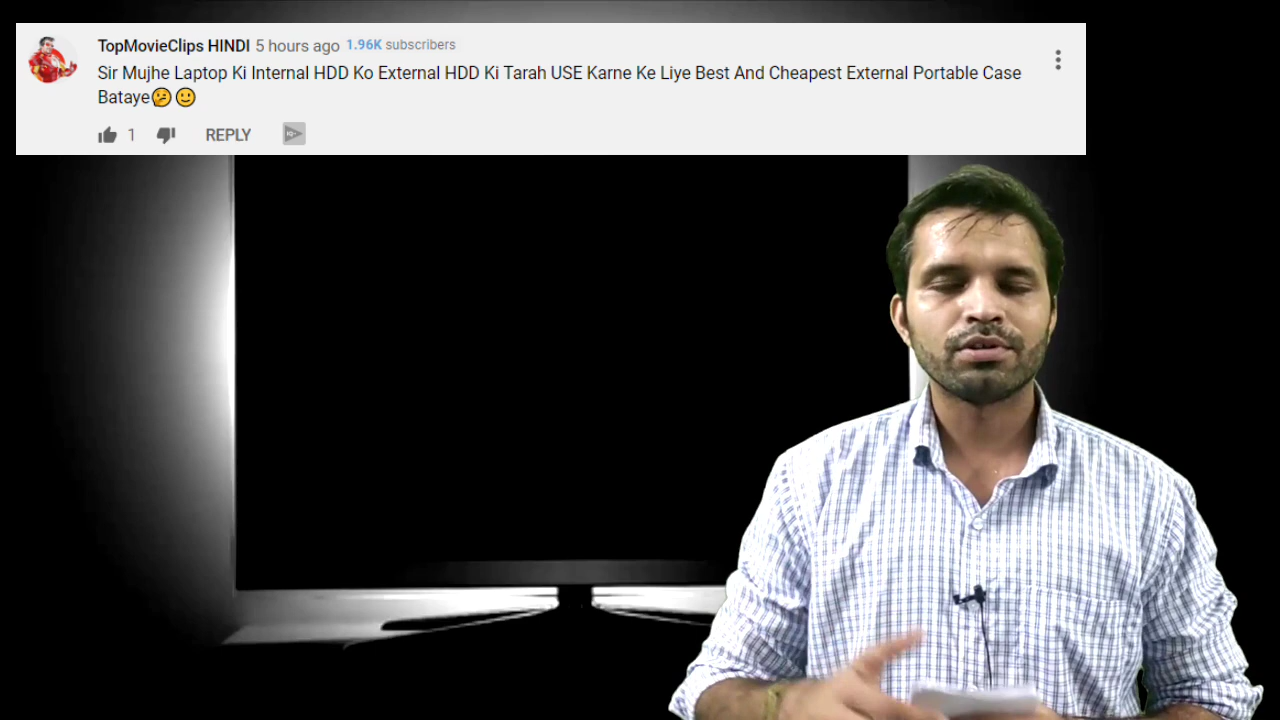 TopMovieClips HINDI 5 hours ago 1.96K subscribers
Sir Mujhe Laptop Ki Internal HDD Ko External HDD Ki Tarah USE Karne Ke Liye Best And Cheapest External Portable Case
Bataye🤔🙂
1 REPLY